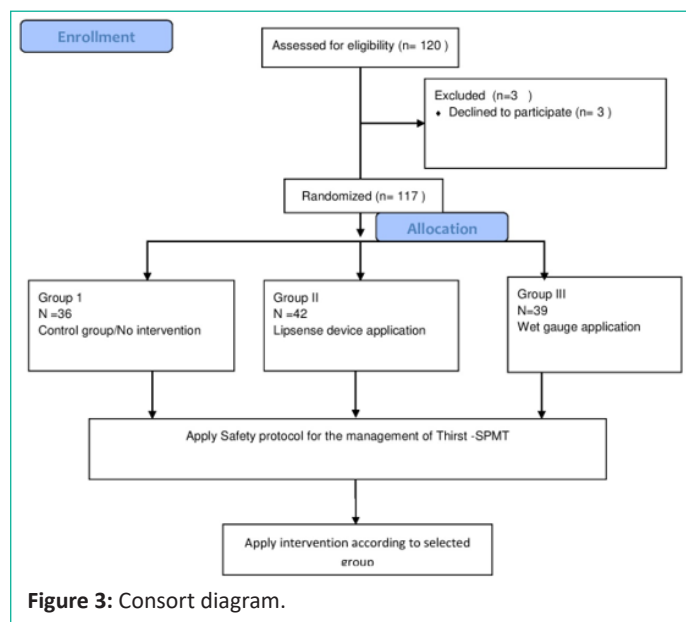 Enrollment
Assessed for eligibility (n= 120 )
Excluded (n=3 )
♦ Declined to participate (n= 3 )
Randomized (n= 117 )
Allocation
Group 1
N =36
Control group/No intervention
Group II
N =42
Lipsense device application
Group III
N=39
Wet gauge application
Apply Safety protocol for the management of Thirst -SPMT
Apply intervention according to selected
group
Figure 3: Consort diagram.